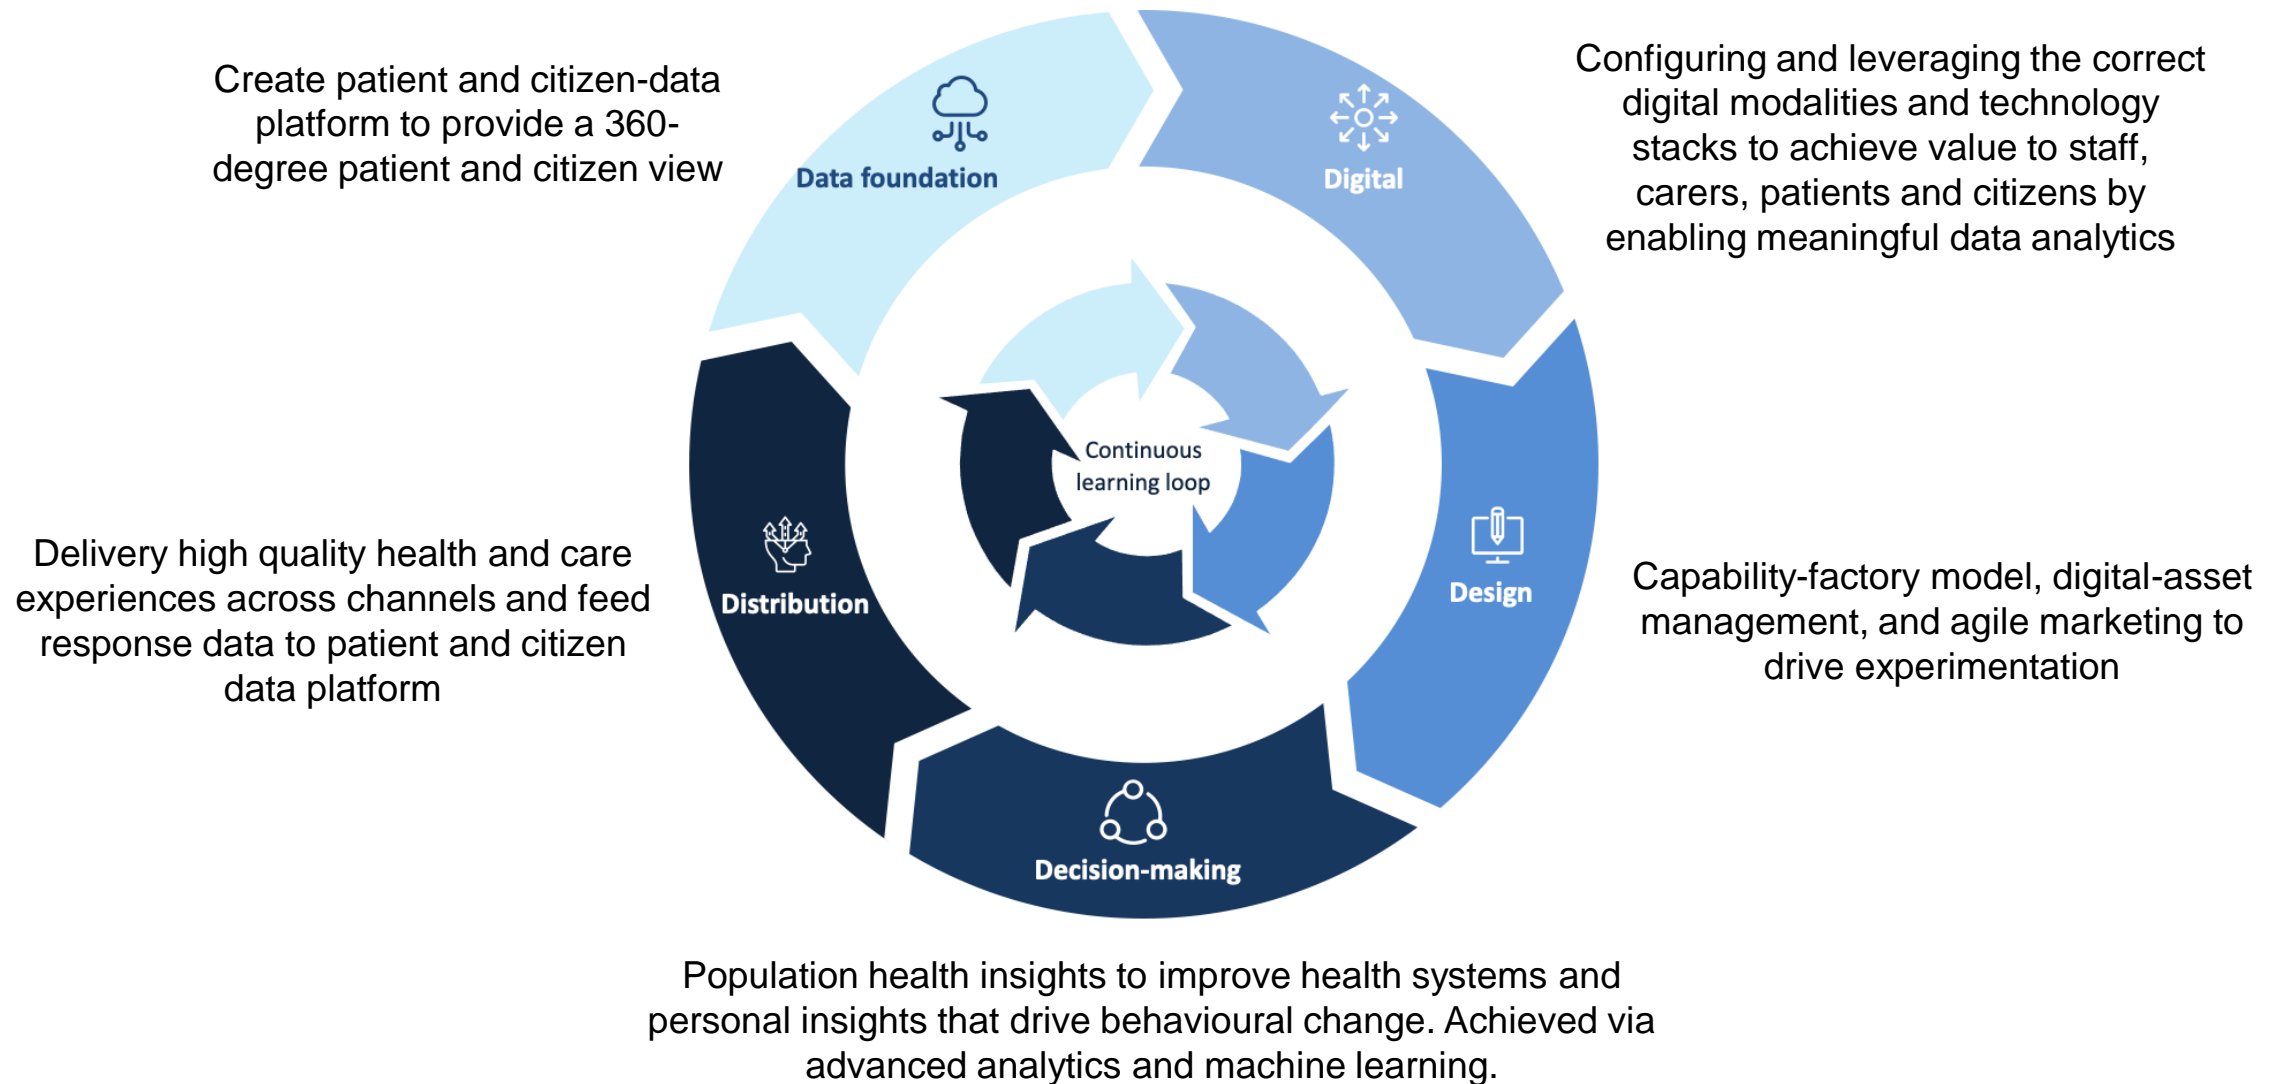 Create patient and citizen-data
platform to provide a 360-
degree patient and citizen view
Data foundation
Digital
Configuring and leveraging the correct
digital modalities and technology
stacks to achieve value to staff,
carers, patients and citizens by
enabling meaningful data analytics
Continuous
learning loop
Delivery high quality health and care
experiences across channels and feed
response data to patient and citizen
data platform
Distribution
Design
Capability-factory model, digital-asset
management, and agile marketing to
drive experimentation
Decision-making
Population health insights to improve health systems and
personal insights that drive behavioural change. Achieved via
advanced analytics and machine learning.